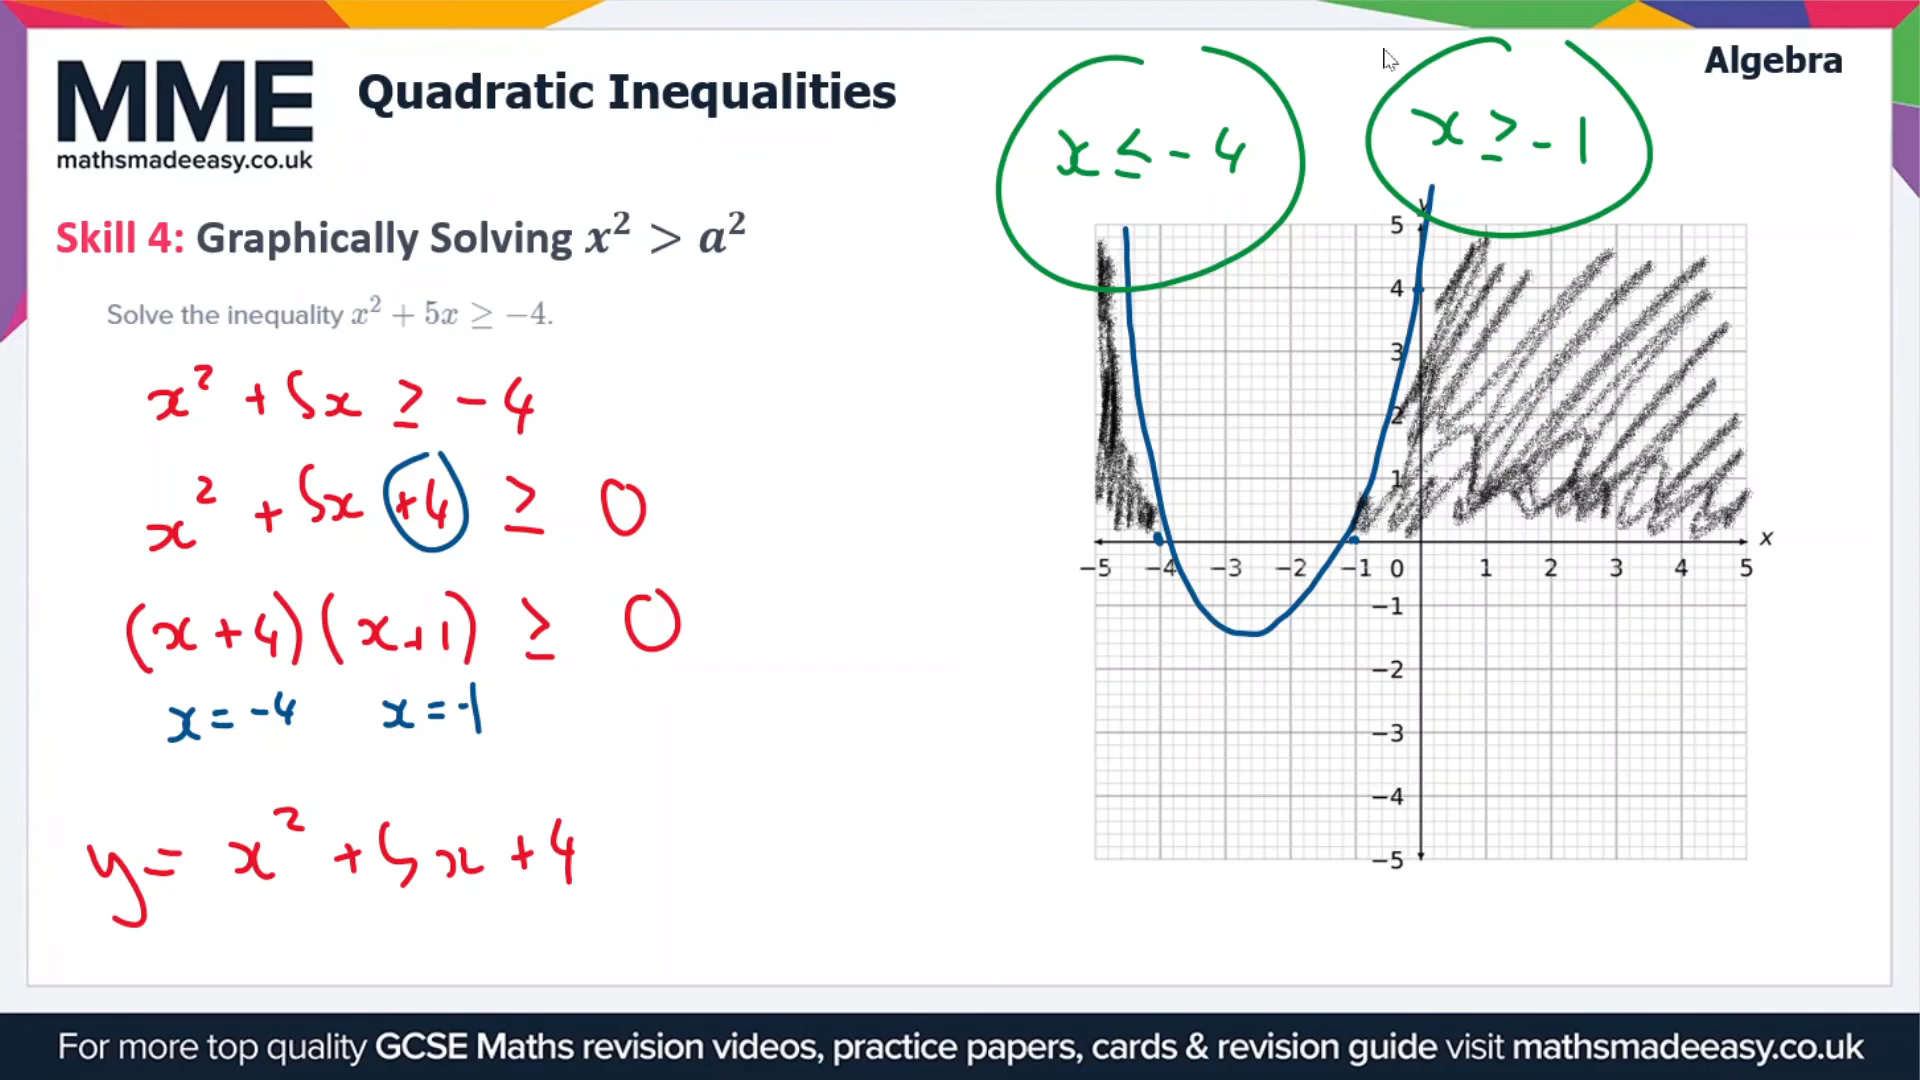 MME
mathsmadeeasy.co.uk
Quadratic Inequalities
Algebra
x ≤ -4
x ≥ -1
Skill 4: Graphically Solving x² > a²
Solve the inequality x² + 5x ≥ −4.
x² + 5x ≥ -4
x² + 5x +4 ≥ 0
(x+4)(x+1) ≥ 0
x = -4 x = -1
y = x² + 5x + 4
y
5
4
3
2
1
x
−5 −4 −3 −2 −1 0 1 2 3 4 5
−1
−2
−3
−4
−5
For more top quality GCSE Maths revision videos, practice papers, cards & revision guide visit mathsmadeeasy.co.uk